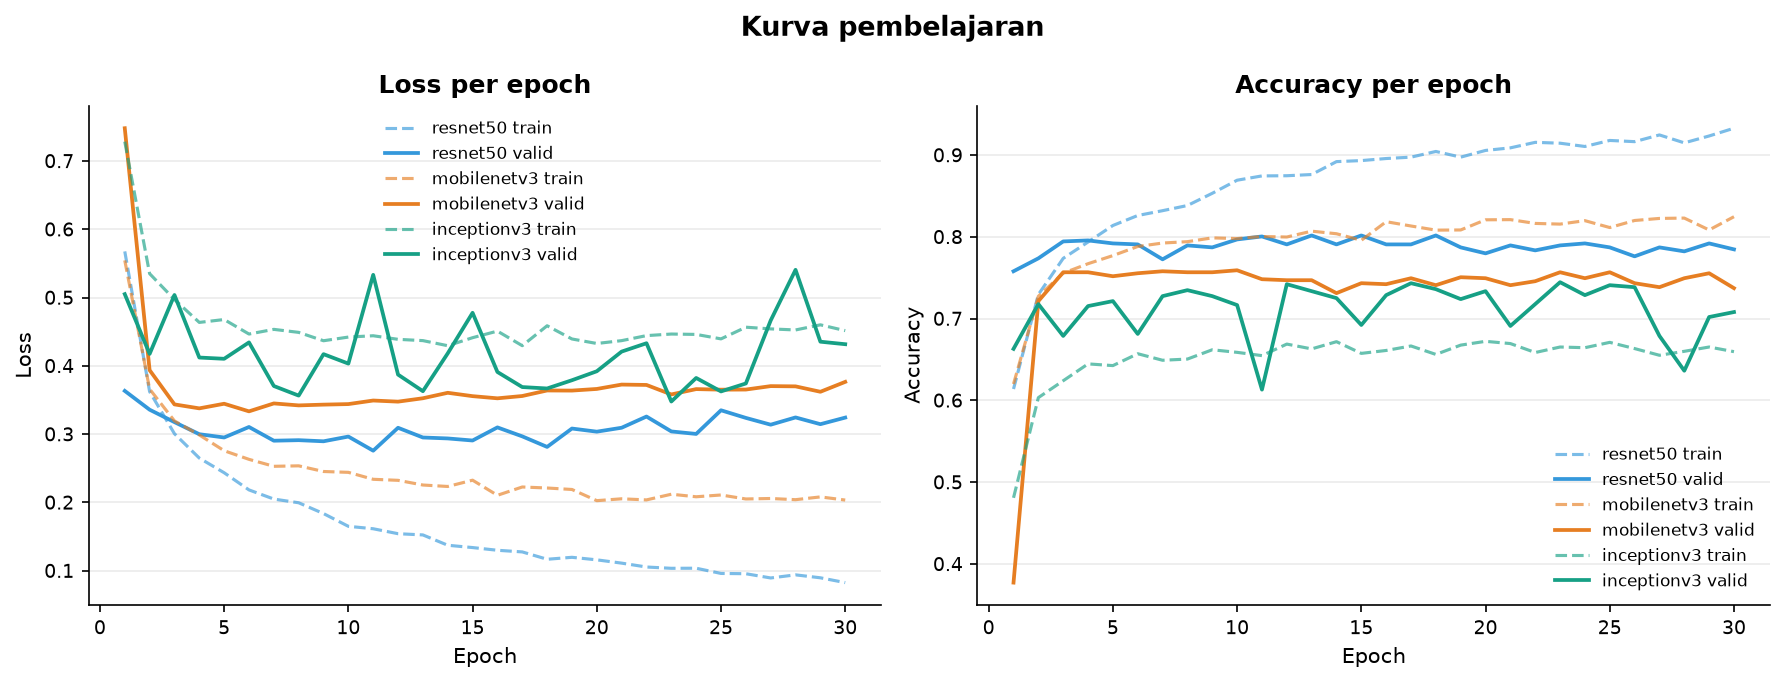 Kurva pembelajaran
Loss per epoch
Loss
0.7
0.6
0.5
0.4
0.3
0.2
0.1
0 5 10 15 20 25 30
Epoch
resnet50 train
resnet50 valid
mobilenetv3 train
mobilenetv3 valid
inceptionv3 train
inceptionv3 valid
Accuracy per epoch
Accuracy
0.9
0.8
0.7
0.6
0.5
0.4
0 5 10 15 20 25 30
Epoch
resnet50 train
resnet50 valid
mobilenetv3 train
mobilenetv3 valid
inceptionv3 train
inceptionv3 valid